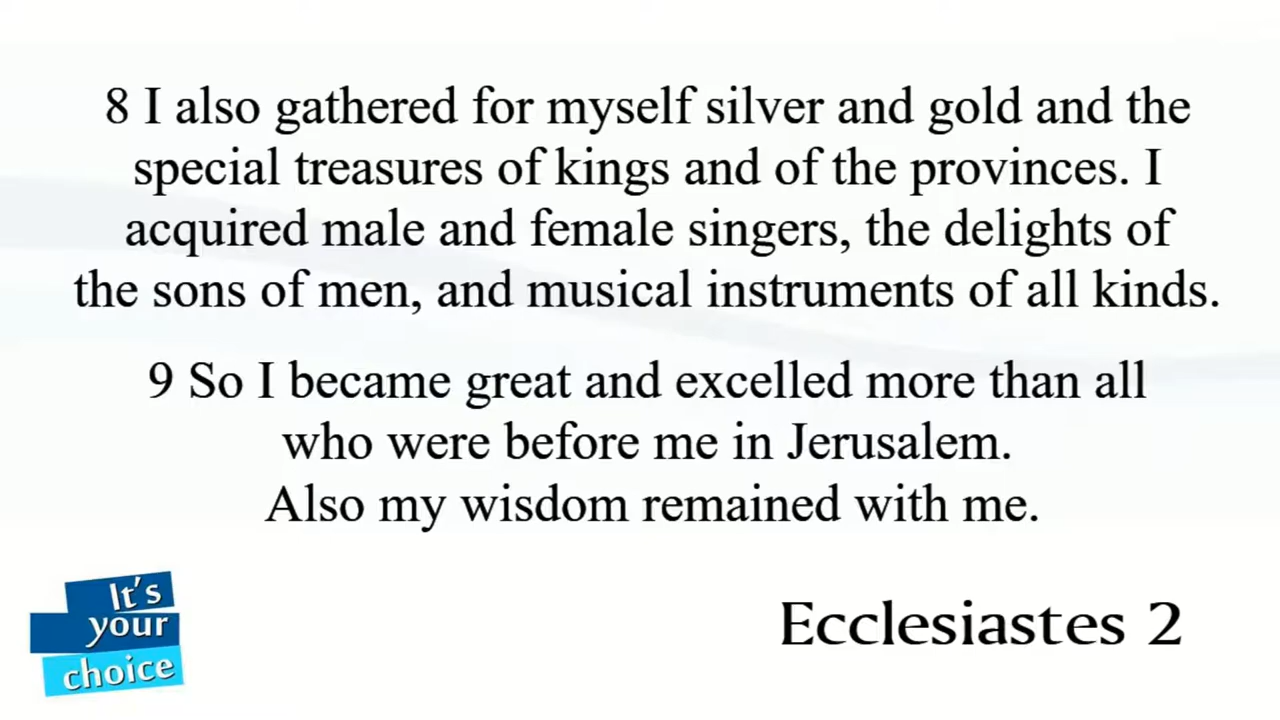 8 I also gathered for myself silver and gold and the
special treasures of kings and of the provinces. I
acquired male and female singers, the delights of
the sons of men, and musical instruments of all kinds.
9 So I became great and excelled more than all
who were before me in Jerusalem.
Also my wisdom remained with me.
It's
your
choice
Ecclesiastes 2